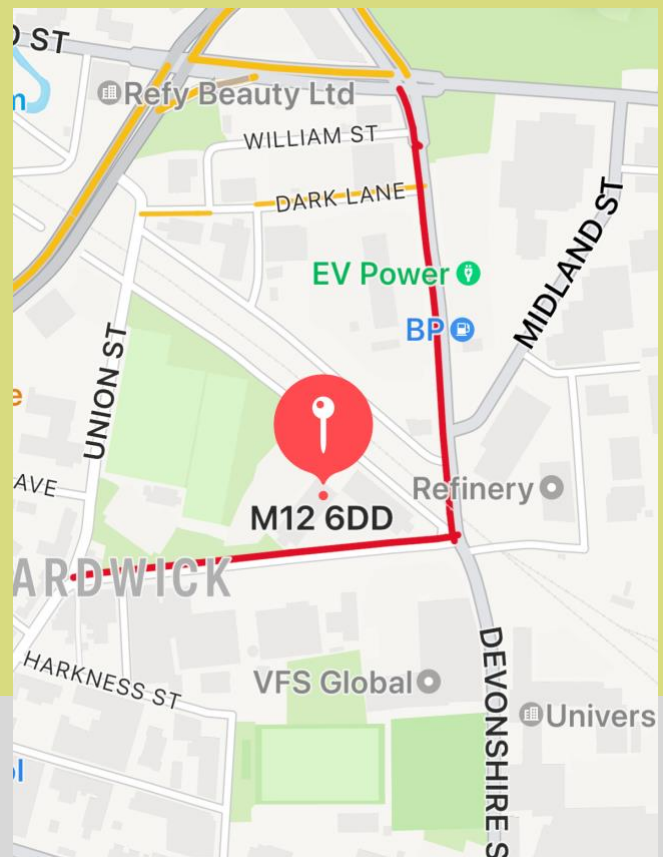 ST
Refy Beauty Ltd
m
WILLIAM ST
DARK LANE
MIDLAND ST
EV Power
BP
UNION ST
e
AVE
Refinery
M12 6DD
ARDWICK
HARKNESS ST
VFS Global
DEVONSHIRE S
Univers
ol